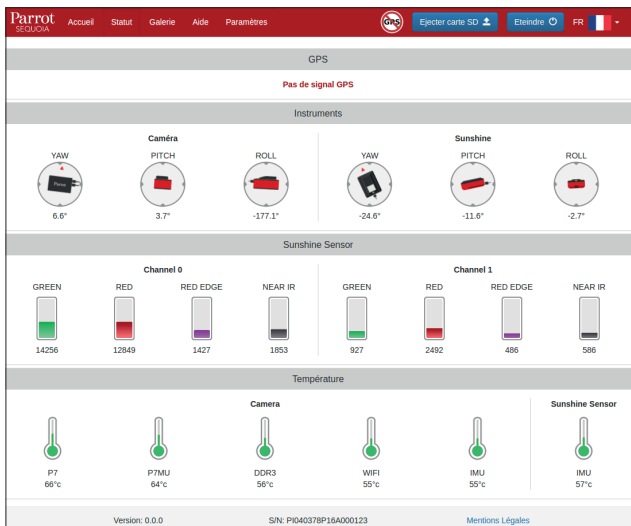 Parrot Accueil Statut Galerie Aide Paramètres GPS Ejecter carte SD Eteindre FR
SEQUOIA
GPS
Pas de signal GPS
Instruments
Caméra Sunshine
YAW PITCH ROLL YAW PITCH ROLL
Parrot
6.6° 3.7° -177.1° -24.6° -11.6° -2.7°
Sunshine Sensor
Channel 0 Channel 1
GREEN RED RED EDGE NEAR IR GREEN RED RED EDGE NEAR IR
14256 12849 1427 1853 927 2492 486 586
Température
Camera Sunshine Sensor
P7 P7MU DDR3 WIFI IMU IMU
66°c 64°c 56°c 55°c 55°c 57°c
Version: 0.0.0 S/N: PI040378P16A000123 Mentions Légales